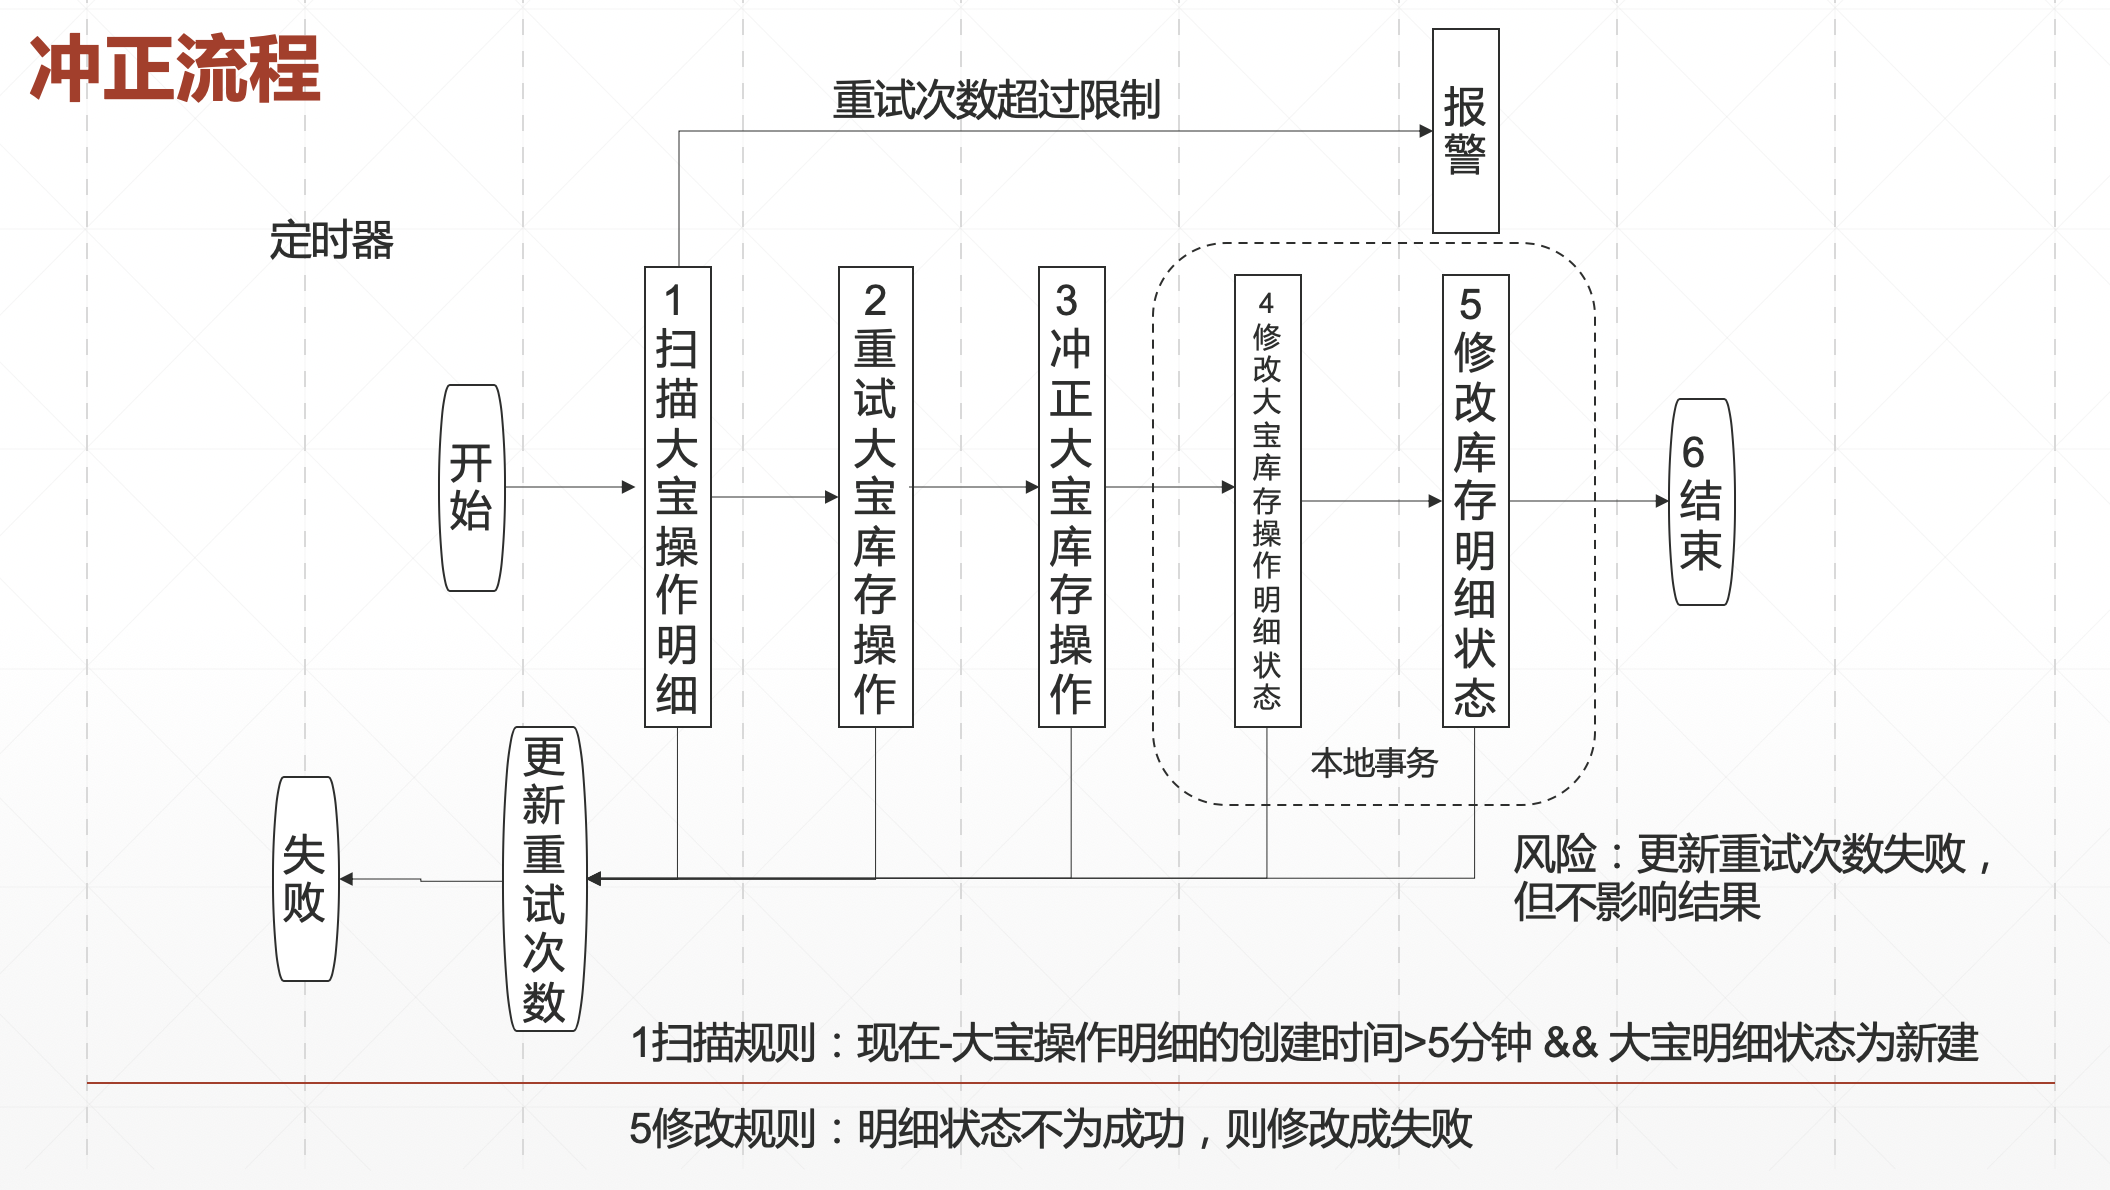 冲正流程
重试次数超过限制
报警
定时器
开始
1扫描大宝操作明细
2重试大宝库存操作
3冲正大宝库存操作
4修改大宝库存操作明细状态
5修改库存明细状态
6结束
本地事务
更新重试次数
失败
风险：更新重试次数失败，
但不影响结果
1扫描规则：现在-大宝操作明细的创建时间>5分钟 && 大宝明细状态为新建
5修改规则：明细状态不为成功，则修改成失败